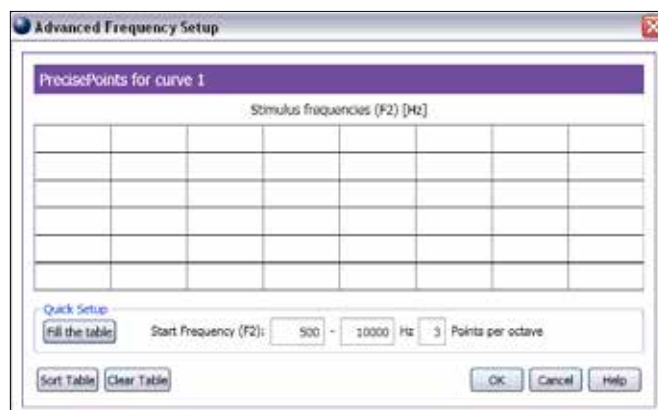 Advanced Frequency Setup
PrecisePoints for curve 1
Stimulus frequencies (F2) [Hz]
Quick Setup
Fill the table Start Frequency (F2): 500 - 10000 Hz 3 Points per octave
Sort Table Clear Table OK Cancel Help